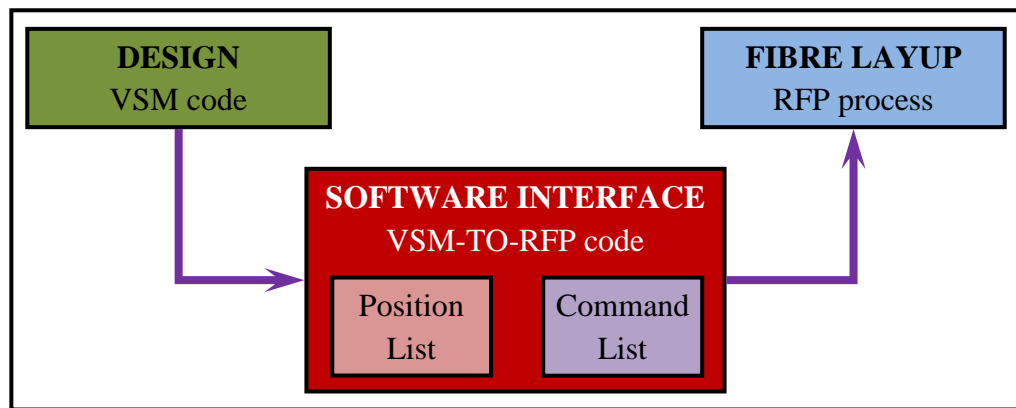 DESIGN
VSM code
FIBRE LAYUP
RFP process
SOFTWARE INTERFACE
VSM-TO-RFP code
Position
List
Command
List